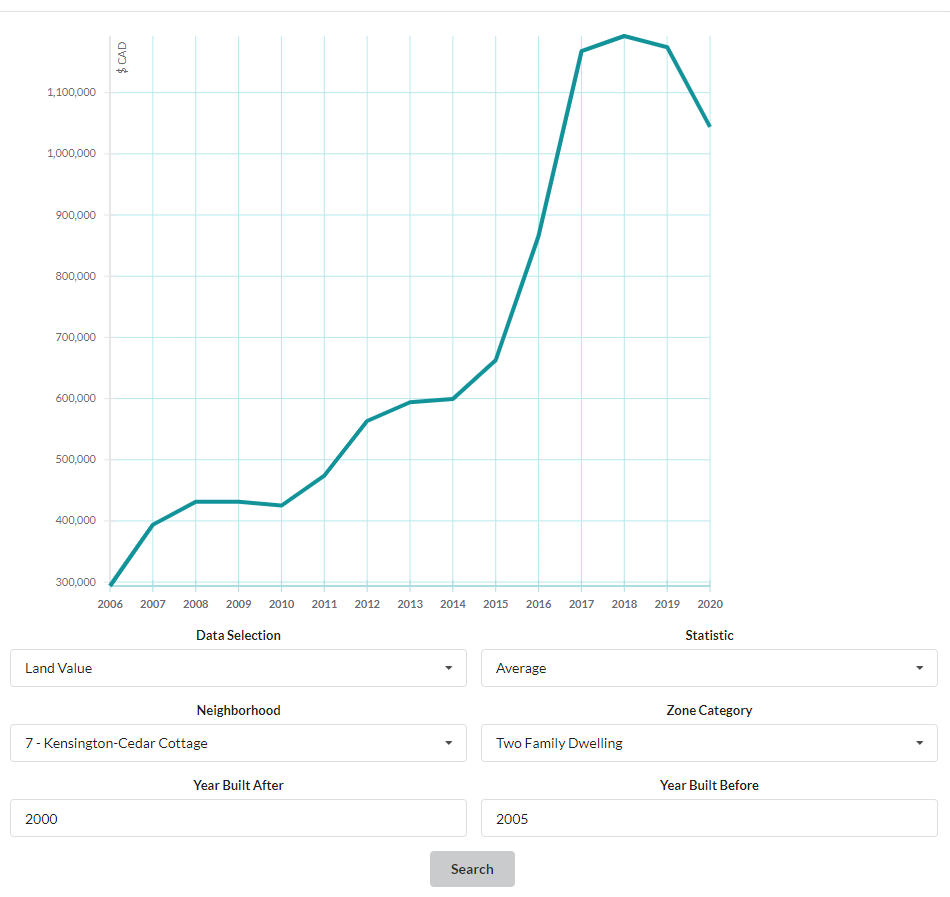 $ CAD
1,100,000
1,000,000
900,000
800,000
700,000
600,000
500,000
400,000
300,000
2006 2007 2008 2009 2010 2011 2012 2013 2014 2015 2016 2017 2018 2019 2020
Data Selection Statistic
Land Value Average
Neighborhood Zone Category
7 - Kensington-Cedar Cottage Two Family Dwelling
Year Built After Year Built Before
2000 2005
Search